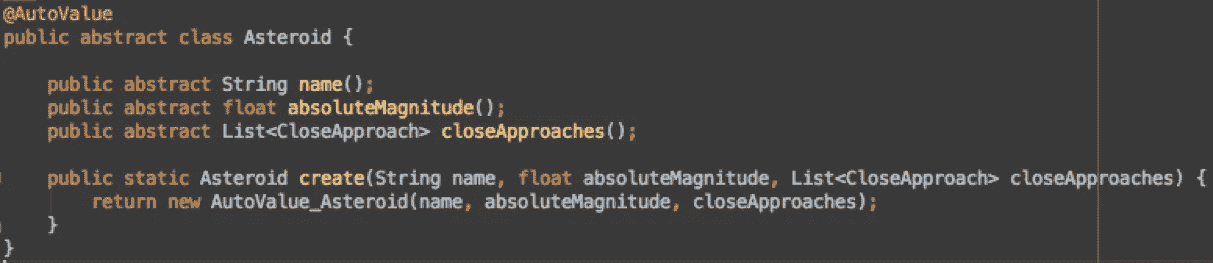 @AutoValue
public abstract class Asteroid {
public abstract String name();
public abstract float absoluteMagnitude();
public abstract List<CloseApproach> closeApproaches();
public static Asteroid create(String name, float absoluteMagnitude, List<CloseApproach> closeApproaches) {
return new AutoValue_Asteroid(name, absoluteMagnitude, closeApproaches);
}
}